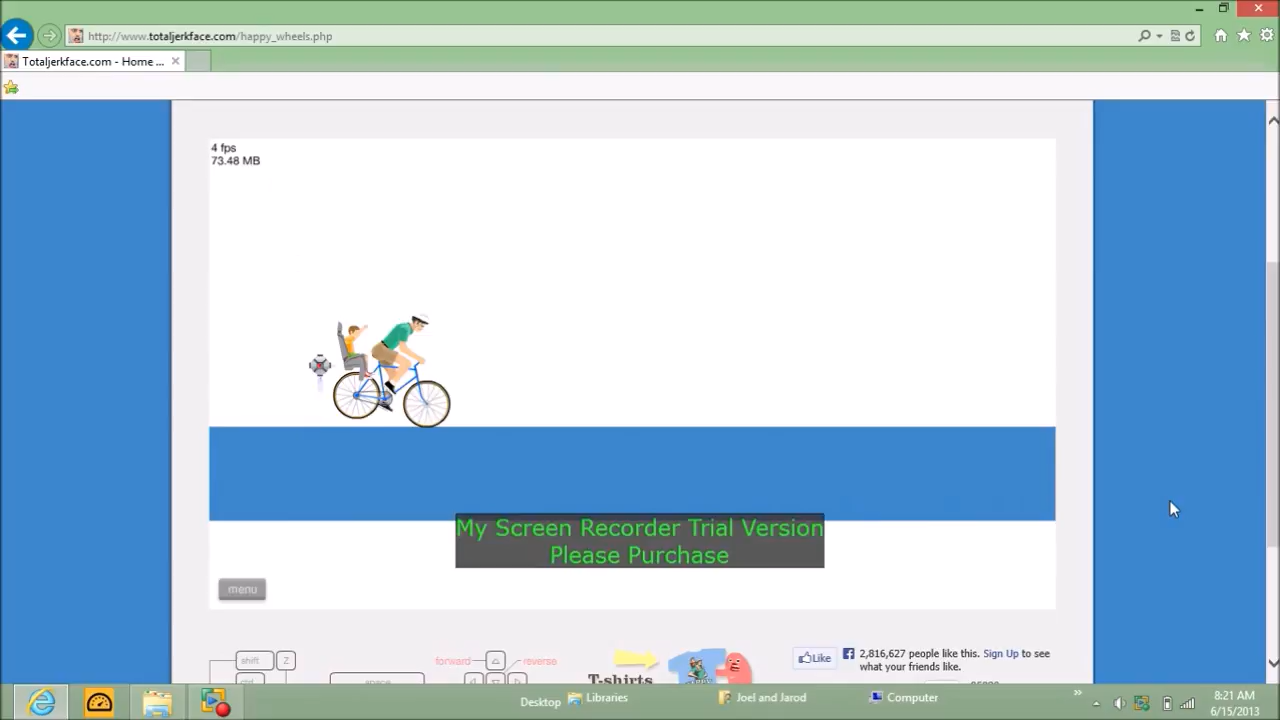 http://www.totaljerkface.com/happy_wheels.php
Totaljerkface.com - Home ...
4 fps
73.48 MB
My Screen Recorder Trial Version
Please Purchase
menu
shift
Z
forward
reverse
space
T-shirts
Like
2,816,627 people like this. Sign Up to see
what your friends like.
Desktop
Libraries
Joel and Jarod
Computer
8:21 AM
6/15/2013